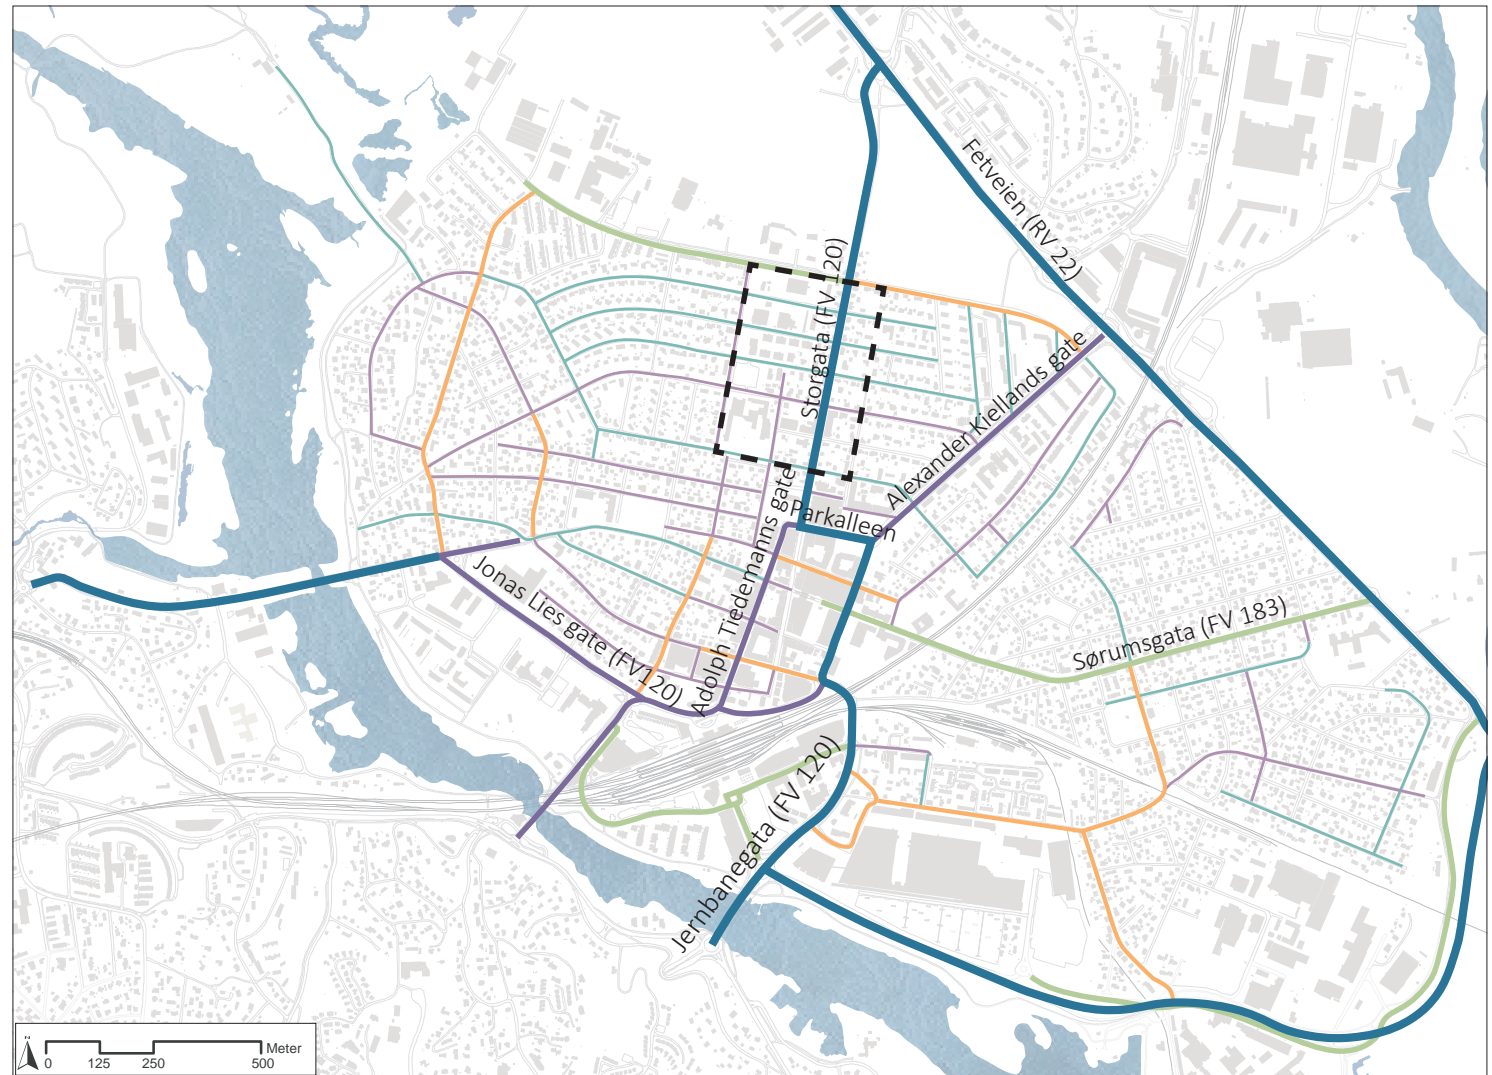 Fetveien (RV 22)
Storgata (FV 120)
Alexander Kiellands gate
Parkalleen
Adolph Tiedemanns gate
Jonas Lies gate (FV120)
Sørumsgata (FV 183)
Jernbanegata (FV 120)
N
0 125 250 500 Meter